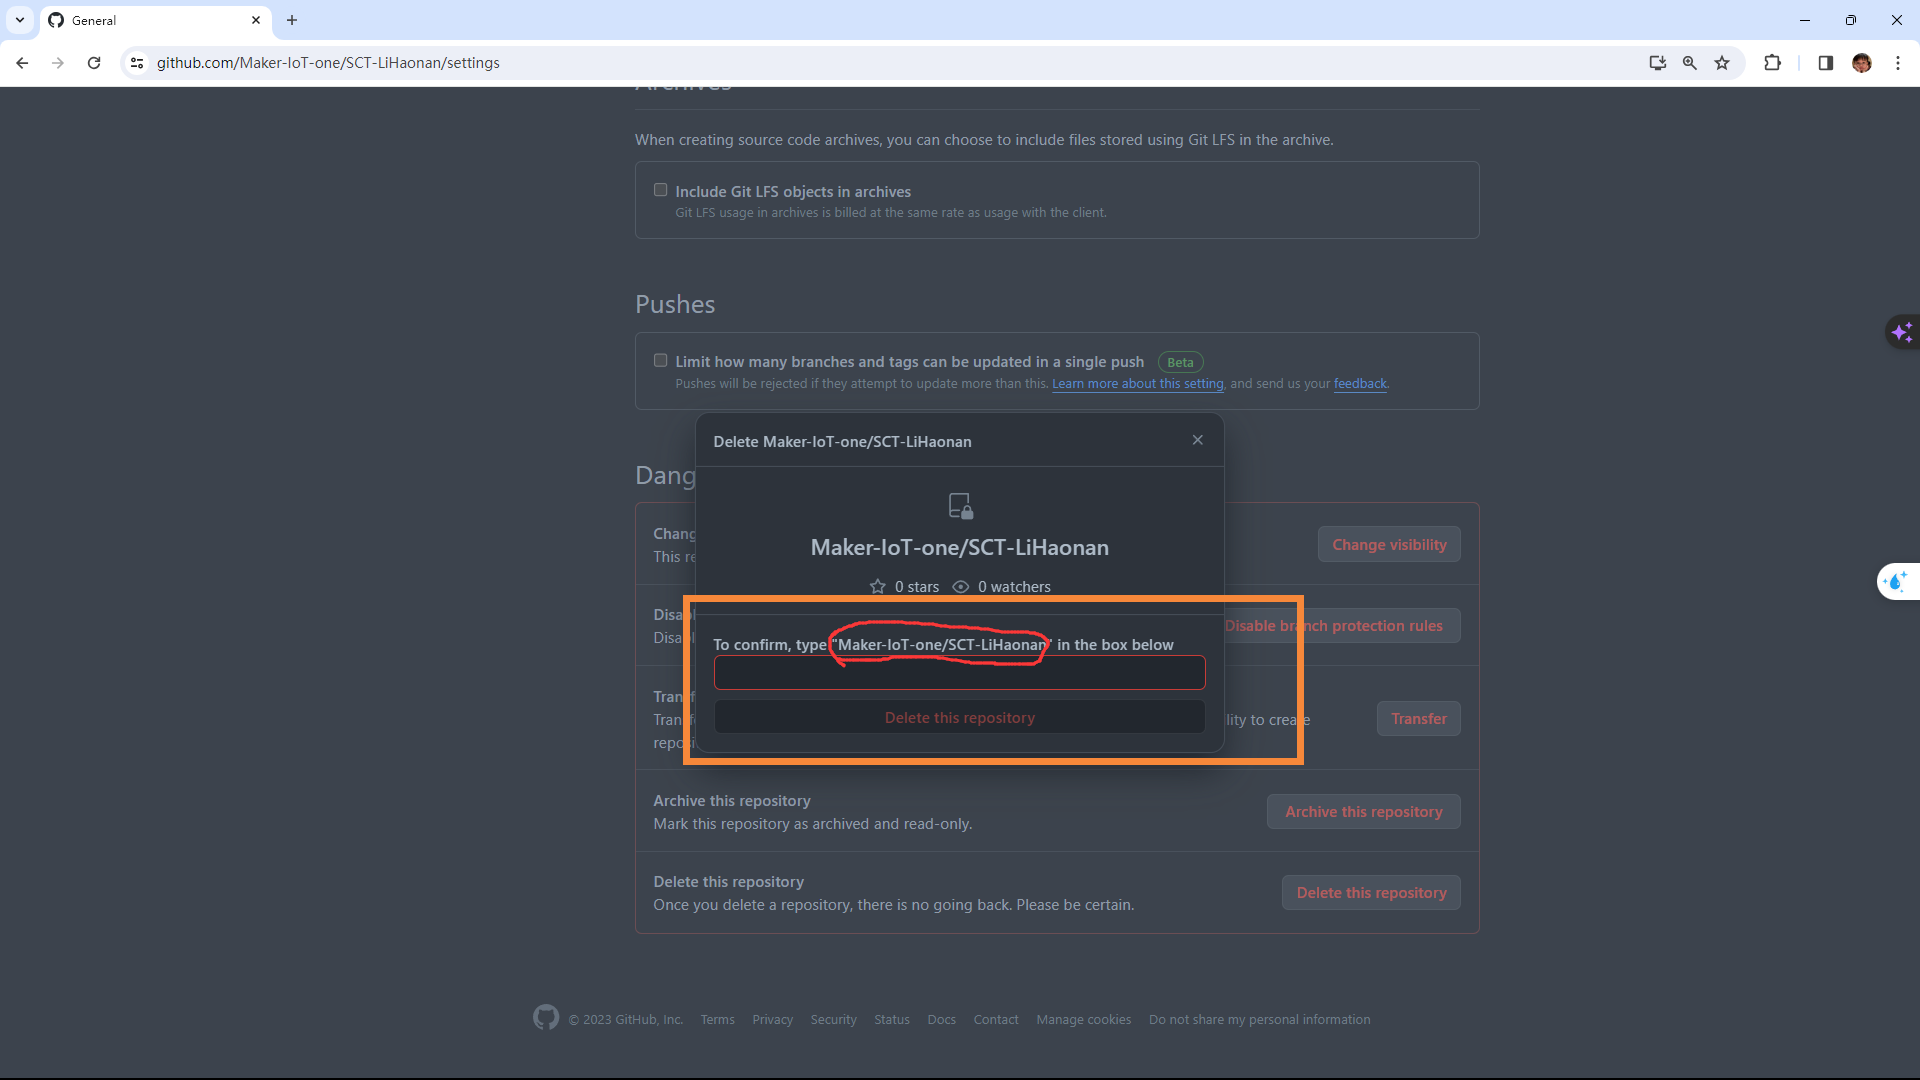 General
github.com/Maker-IoT-one/SCT-LiHaonan/settings
Archives
When creating source code archives, you can choose to include files stored using Git LFS in the archive.
Include Git LFS objects in archives
Git LFS usage in archives is billed at the same rate as usage with the client.
Pushes
Limit how many branches and tags can be updated in a single push Beta
Pushes will be rejected if they attempt to update more than this. Learn more about this setting, and send us your feedback.
Delete Maker-IoT-one/SCT-LiHaonan
Dang
Maker-IoT-one/SCT-LiHaonan
0 stars 0 watchers
Chang
This re
Change visibility
To confirm, type "Maker-IoT-one/SCT-LiHaonan" in the box below
Delete this repository
Disa
Disa
Disable branch protection rules
Tran
Tran
lity to create
repos
Transfer
Archive this repository
Mark this repository as archived and read-only.
Archive this repository
Delete this repository
Once you delete a repository, there is no going back. Please be certain.
Delete this repository
© 2023 GitHub, Inc. Terms Privacy Security Status Docs Contact Manage cookies Do not share my personal information